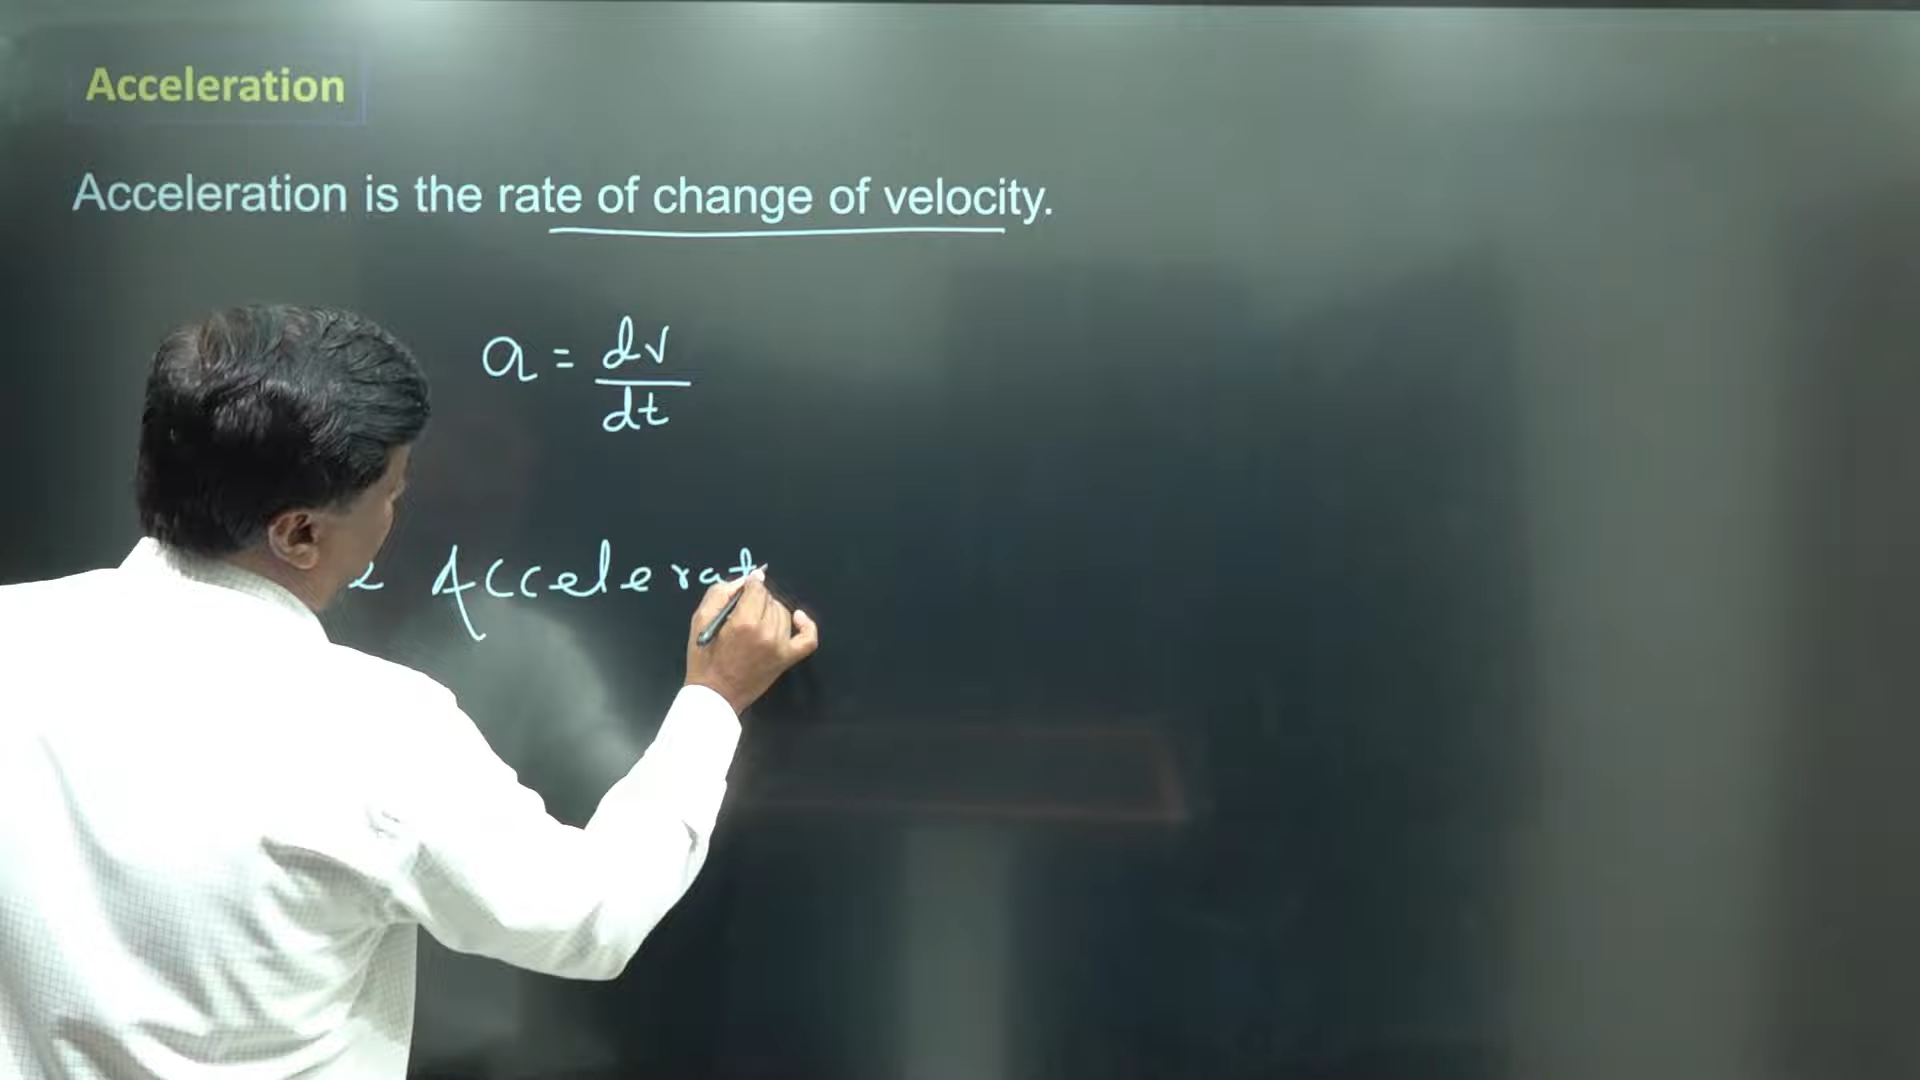 Acceleration
Acceleration is the rate of change of velocity.
a = dv
dt
Accelerat